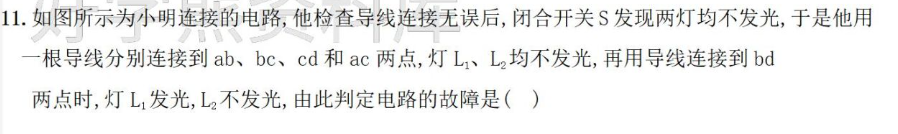 11. 如图所示为小明连接的电路,他检查导线连接无误后,闭合开关S发现两灯均不发光,于是他用
一根导线分别连接到ab、bc、cd和ac两点,灯L₁、L₂均不发光,再用导线连接到bd
两点时,灯L₁发光,L₂不发光,由此判定电路的故障是(  )